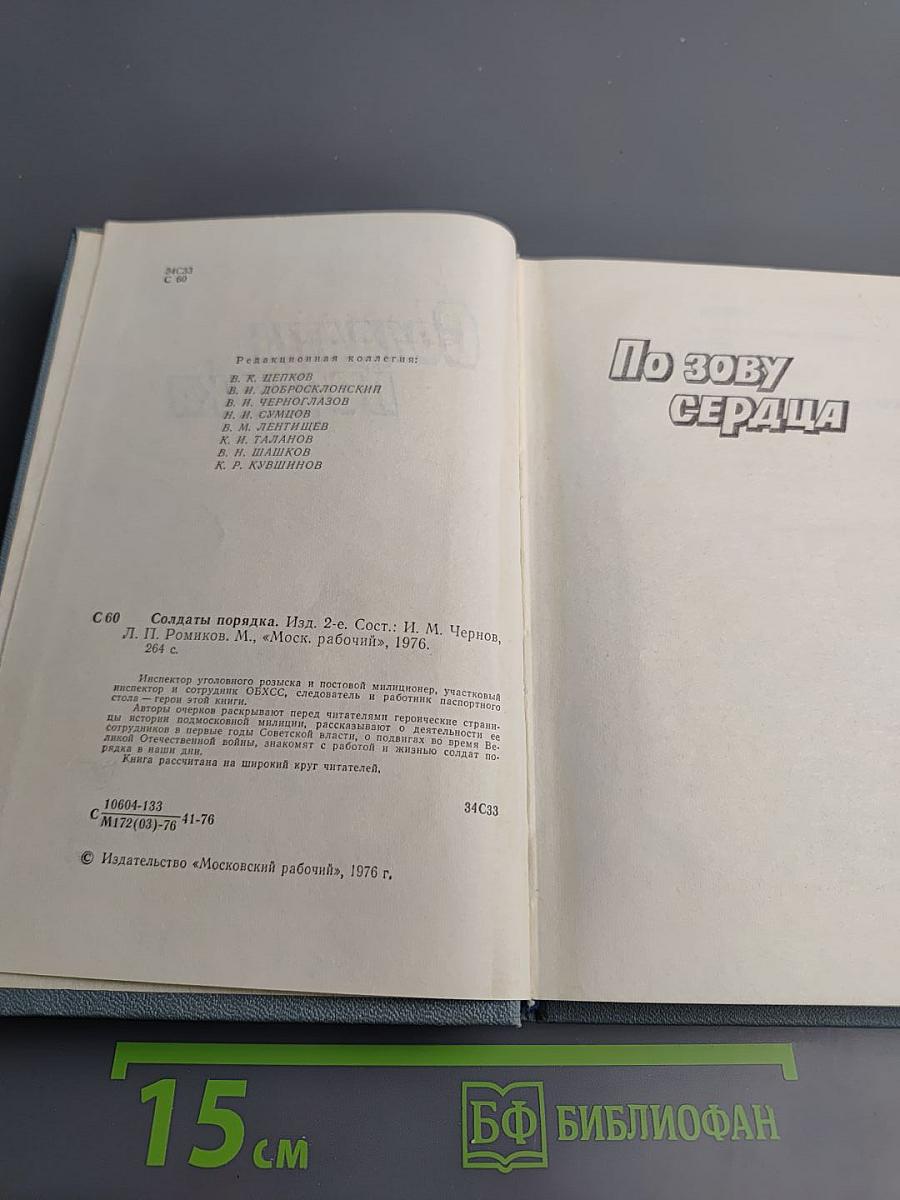 34С33
С 60
Редакционная коллегия:
В. К. ЦЕПКОВ
В. И. ДОБРОСКЛОНСКИЙ
В. И. ЧЕРНОГЛАЗОВ
Н. И. СУМЦОВ
В. М. ЛЕНТИЩЕВ
К. И. ТАЛАНОВ
В. Н. ШАШКОВ
К. Р. КУВШИНОВ
С 60 Солдаты порядка. Изд. 2-е. Сост.: И. М. Чернов,
Л. П. Ромиков. М., «Моск. рабочий», 1976.
264 с.
Инспектор уголовного розыска и постовой милиционер, участковый
инспектор и сотрудник ОБХСС, следователь и работник паспортного
стола — герои этой книги.
Авторы очерков раскрывают перед читателями героические страни-
цы истории подмосковной милиции, рассказывают о деятельности ее
сотрудников в первые годы Советской власти, о подвигах во время Ве-
ликой Отечественной войны, знакомят с работой и жизнью солдат по-
рядка в наши дни.
Книга рассчитана на широкий круг читателей.
10604-133
С М172(03)-76 41-76 34С33
© Издательство «Московский рабочий», 1976 г.
По зову
сердца
15 см
БФ БИБЛИОФАН